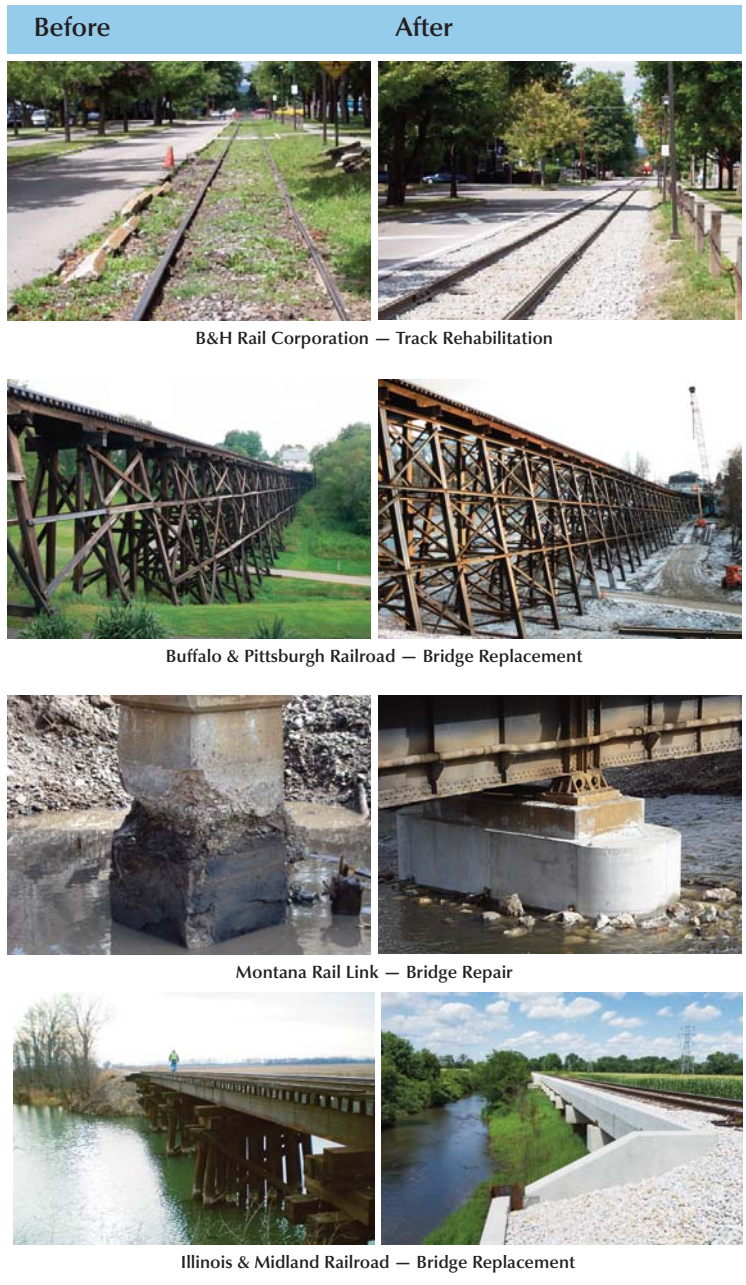 Before
After
B&H Rail Corporation — Track Rehabilitation
Buffalo & Pittsburgh Railroad — Bridge Replacement
Montana Rail Link — Bridge Repair
Illinois & Midland Railroad — Bridge Replacement